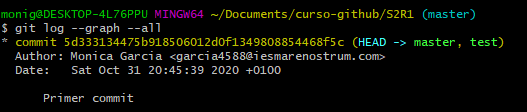 monig@DESKTOP-4L76PPU MINGW64 ~/Documents/curso-github/S2R1 (master)
$ git log --graph --all
* commit 5d333134475b918506012d0f1349808854468f5c (HEAD -> master, test)
Author: Monica Garcia <garcia4588@iesmarenostrum.com>
Date: Sat Oct 31 20:45:39 2020 +0100
Primer commit